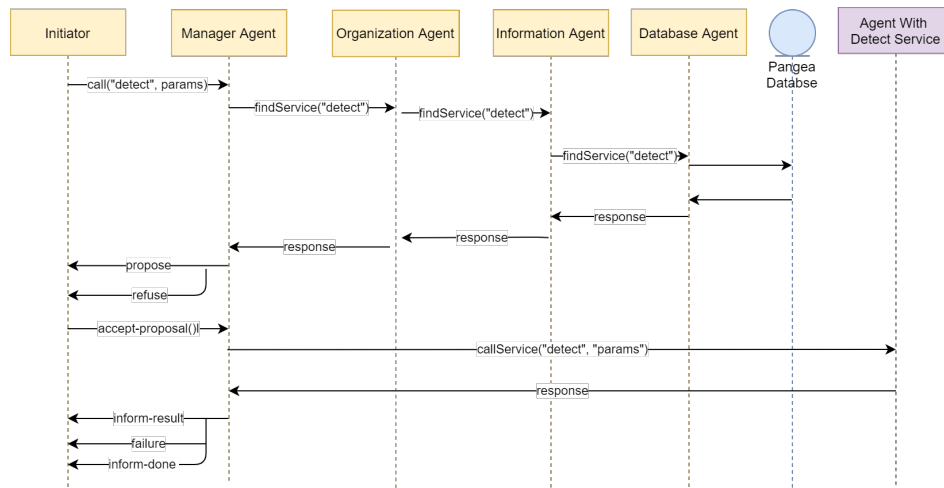 Initiator
Manager Agent
Organization Agent
Information Agent
Database Agent
Agent With
Detect Service
Pangea
Databse
call("detect", params)
findService("detect")
findService("detect")
findService("detect")
response
response
response
propose
refuse
accept-proposal()l
callService("detect", "params")
response
inform-result
failure
inform-done